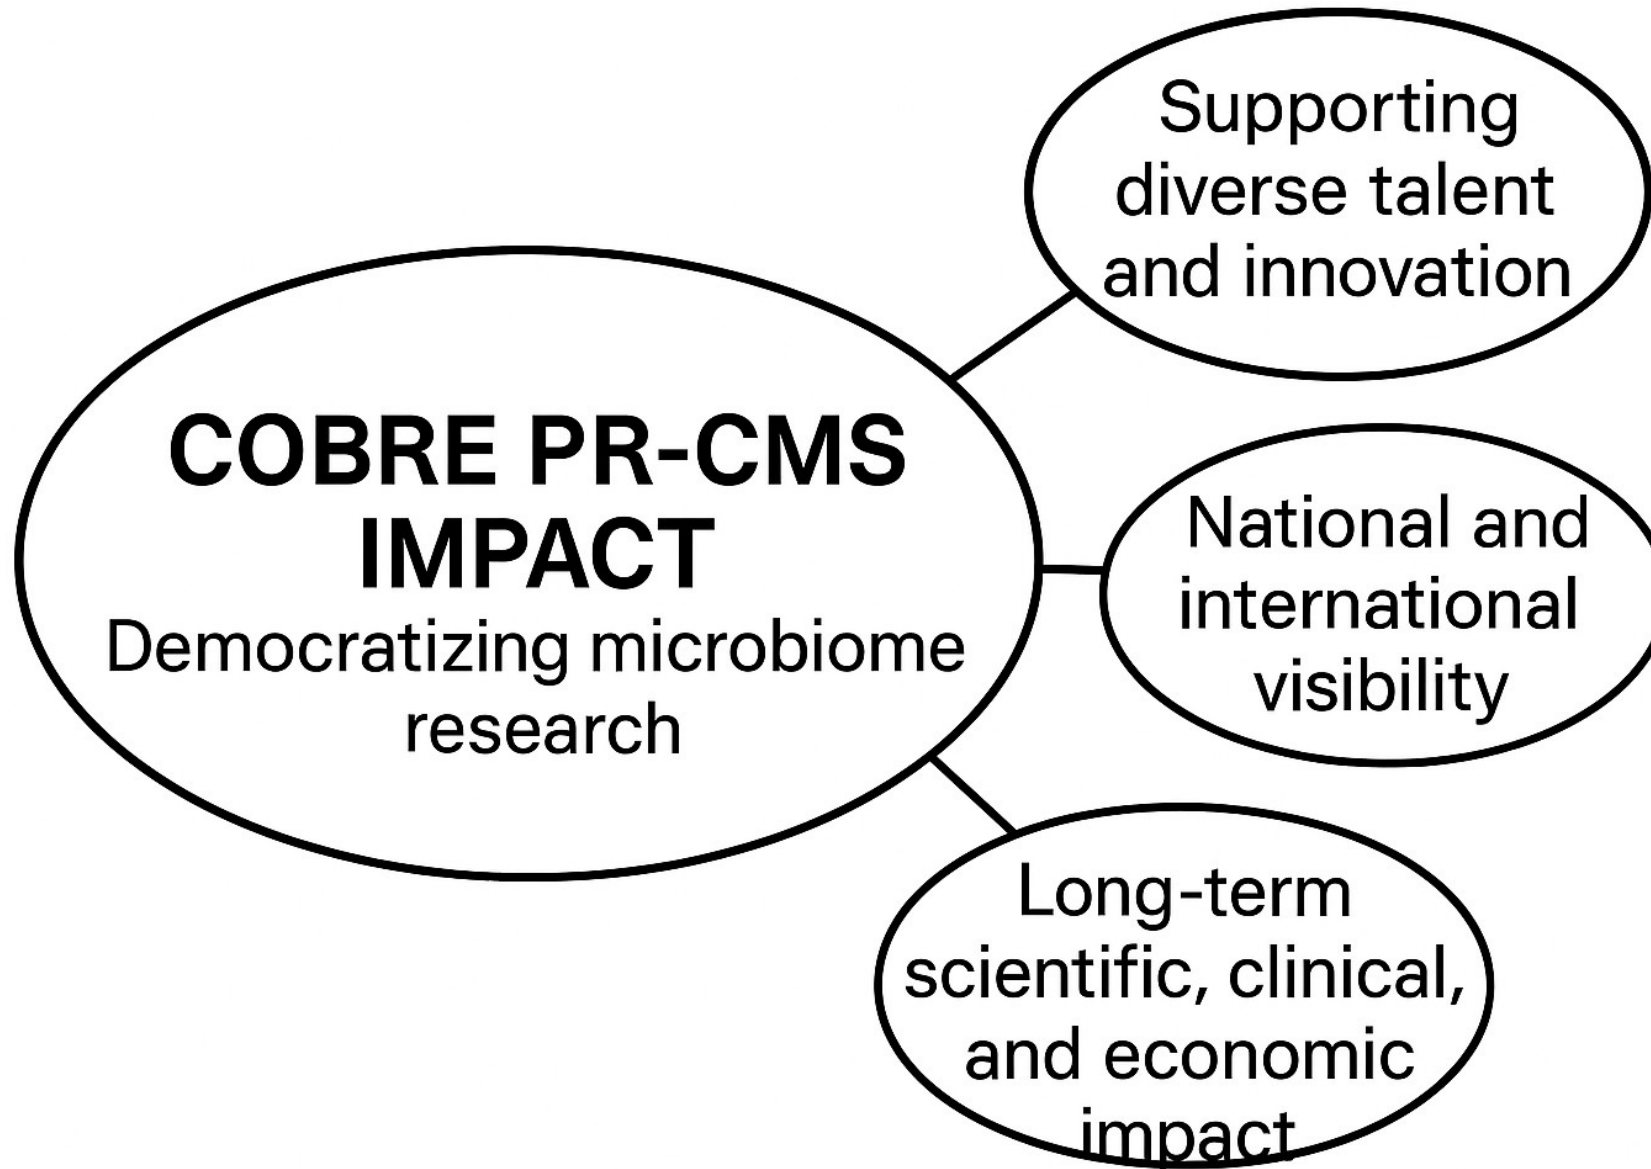 COBRE PR-CMS
IMPACT
Democratizing microbiome
research
Supporting
diverse talent
and innovation
National and
international
visibility
Long-term
scientific, clinical,
and economic
impact